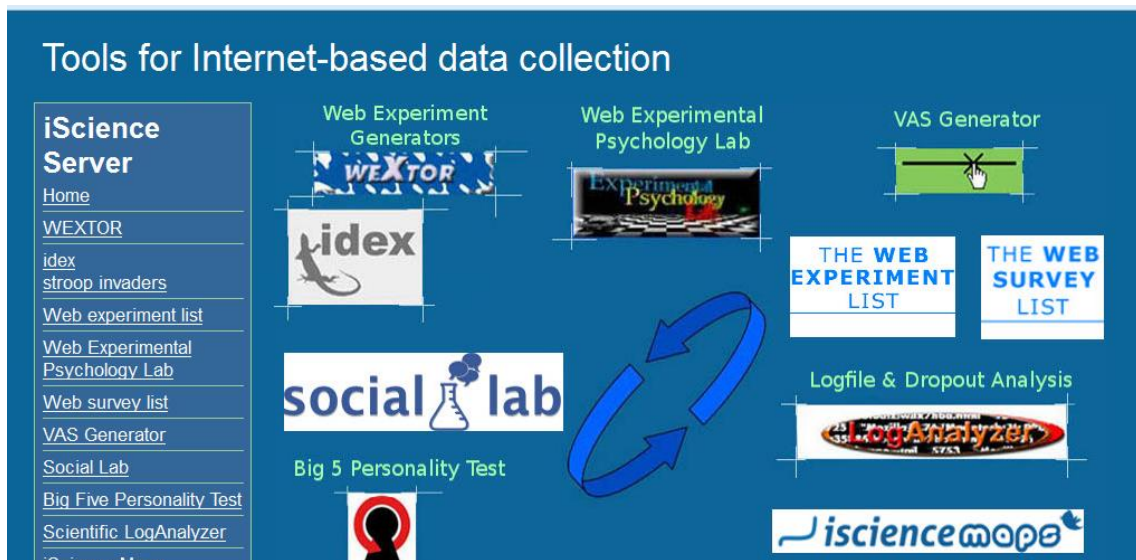 Tools for Internet-based data collection
iScience
Server
Home
WEXTOR
idex
stroop invaders
Web experiment list
Web Experimental
Psychology Lab
Web survey list
VAS Generator
Social Lab
Big Five Personality Test
Scientific LogAnalyzer
Web Experiment
Generators
WEXTOR
idex
social lab
Big 5 Personality Test
Web Experimental
Psychology Lab
Experimental
Psychology
Lab
VAS Generator
THE WEB
EXPERIMENT
LIST
THE WEB
SURVEY
LIST
Logfile & Dropout Analysis
LogAnalyzer
isciencemaps